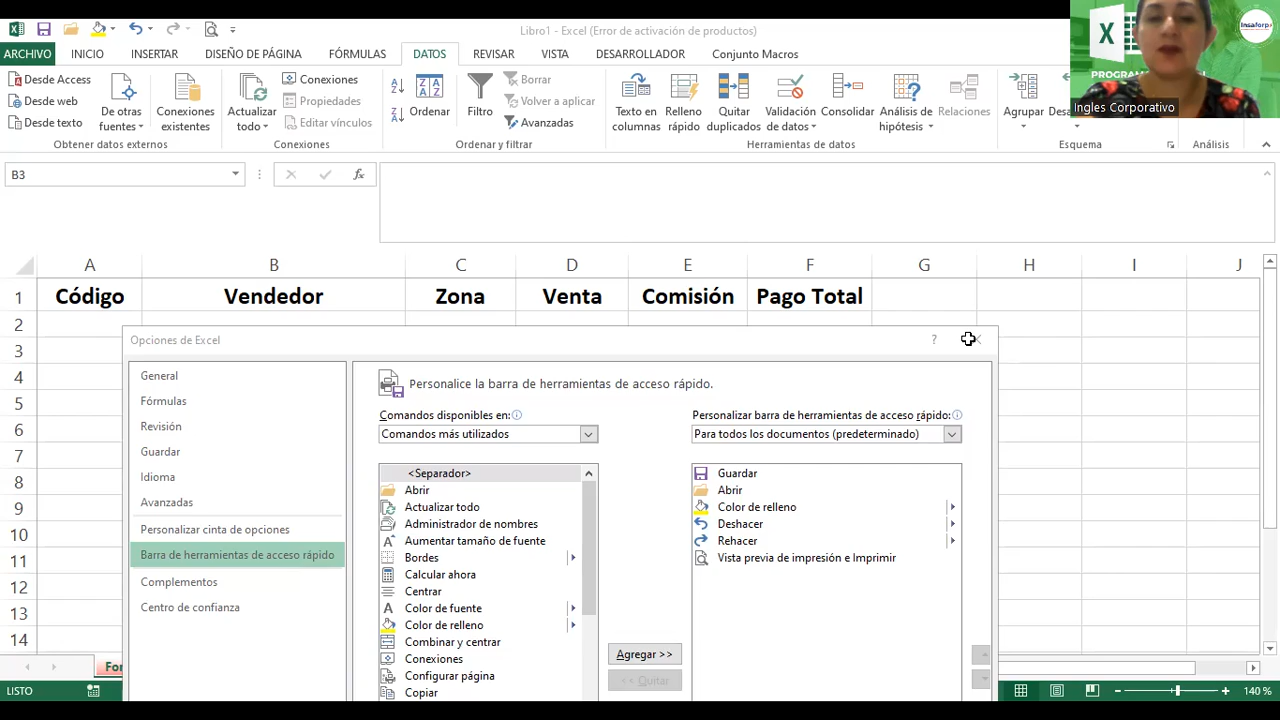 Libro1 - Excel (Error de activación de productos)
ARCHIVO INICIO INSERTAR DISEÑO DE PÁGINA FÓRMULAS DATOS REVISAR VISTA DESARROLLADOR Conjunto Macros
Desde Access
Desde web
Desde texto
De otras
fuentes
Conexiones
existentes
Obtener datos externos
Actualizar
todo
Conexiones
Propiedades
Editar vínculos
Conexiones
Ordenar
Filtro
Borrar
Volver a aplicar
Avanzadas
Ordenar y filtrar
Texto en
columnas
Relleno
rápido
Quitar
duplicados
Validación
de datos
Consolidar
Análisis de
hipótesis
Relaciones
Herramientas de datos
Agrupar
Esquema
Análisis
Insaforp
Ingles Corporativo
B3
fx
A B C D E F G H I J
1 Código Vendedor Zona Venta Comisión Pago Total
2
3
4
5
6
7
8
9
10
11
12
13
14
Opciones de Excel
?
General
Fórmulas
Revisión
Guardar
Idioma
Avanzadas
Personalizar cinta de opciones
Barra de herramientas de acceso rápido
Complementos
Centro de confianza
Personalice la barra de herramientas de acceso rápido.
Comandos disponibles en:
Comandos más utilizados
<Separador>
Abrir
Actualizar todo
Administrador de nombres
Aumentar tamaño de fuente
Bordes
Calcular ahora
Centrar
Color de fuente
Color de relleno
Combinar y centrar
Conexiones
Configurar página
Copiar
Agregar >>
<< Quitar
Personalizar barra de herramientas de acceso rápido:
Para todos los documentos (predeterminado)
Guardar
Abrir
Color de relleno
Deshacer
Rehacer
Vista previa de impresión e Imprimir
LISTO
140 %